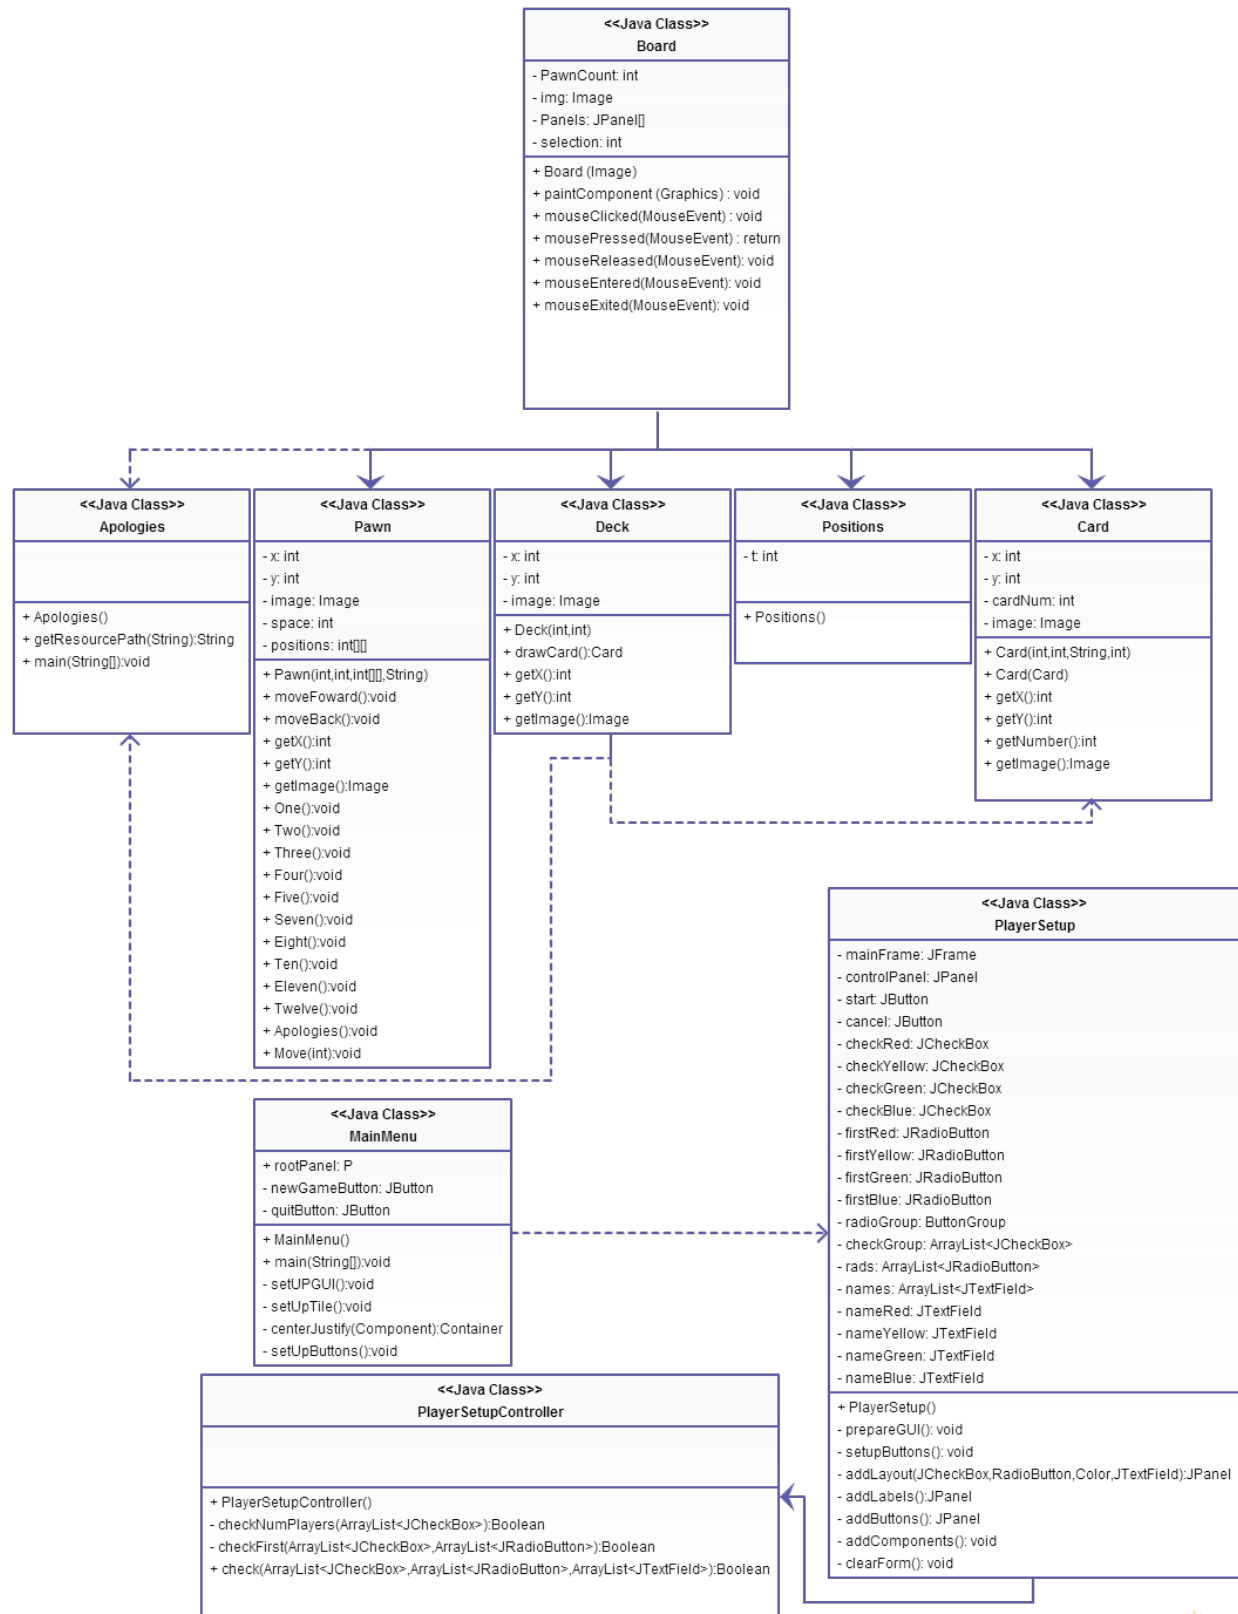 <<Java Class>>
Board
- PawnCount: int
- img: Image
- Panels: JPanel[]
- selection: int
+ Board (Image)
+ paintComponent (Graphics) : void
+ mouseClicked(MouseEvent) : void
+ mousePressed(MouseEvent) : return
+ mouseReleased(MouseEvent): void
+ mouseEntered(MouseEvent): void
+ mouseExited(MouseEvent): void
<<Java Class>>
Apologies
+ Apologies()
+ getResourcePath(String):String
+ main(String[]):void
<<Java Class>>
Pawn
- x: int
- y: int
- image: Image
- space: int
- positions: int[][]
+ Pawn(int,int,int[][],String)
+ moveFoward():void
+ moveBack():void
+ getX():int
+ getY():int
+ getImage():Image
+ One():void
+ Two():void
+ Three():void
+ Four():void
+ Five():void
+ Seven():void
+ Eight():void
+ Ten():void
+ Eleven():void
+ Twelve():void
+ Apologies():void
+ Move(int):void
<<Java Class>>
Deck
- x: int
- y: int
- image: Image
+ Deck(int,int)
+ drawCard():Card
+ getX():int
+ getY():int
+ getImage():Image
<<Java Class>>
Positions
- t: int
+ Positions()
<<Java Class>>
Card
- x: int
- y: int
- cardNum: int
- image: Image
+ Card(int,int,String,int)
+ Card(Card)
+ getX():int
+ getY():int
+ getNumber():int
+ getImage():Image
<<Java Class>>
PlayerSetup
- mainFrame: JFrame
- controlPanel: JPanel
- start: JButton
- cancel: JButton
- checkRed: JCheckBox
- checkYellow: JCheckBox
- checkGreen: JCheckBox
- checkBlue: JCheckBox
- firstRed: JRadioButton
- firstYellow: JRadioButton
- firstGreen: JRadioButton
- firstBlue: JRadioButton
- radioGroup: ButtonGroup
- checkGroup: ArrayList<JCheckBox>
- rads: ArrayList<JRadioButton>
- names: ArrayList<JTextField>
- nameRed: JTextField
- nameYellow: JTextField
- nameGreen: JTextField
- nameBlue: JTextField
+ PlayerSetup()
- prepareGUI(): void
- setupButtons(): void
- addLayout(JCheckBox,RadioButton,Color,JTextField):JPanel
- addLabels():JPanel
- addButtons(): JPanel
- addComponents(): void
- clearForm(): void
<<Java Class>>
MainMenu
+ rootPanel: P
- newGameButton: JButton
- quitButton: JButton
+ MainMenu()
+ main(String[]):void
- setUPGUI():void
- setUpTile():void
- centerJustify(Component):Container
- setUpButtons():void
<<Java Class>>
PlayerSetupController
+ PlayerSetupController()
- checkNumPlayers(ArrayList<JCheckBox>):Boolean
- checkFirst(ArrayList<JCheckBox>,ArrayList<JRadioButton>):Boolean
+ check(ArrayList<JCheckBox>,ArrayList<JRadioButton>,ArrayList<JTextField>):Boolean